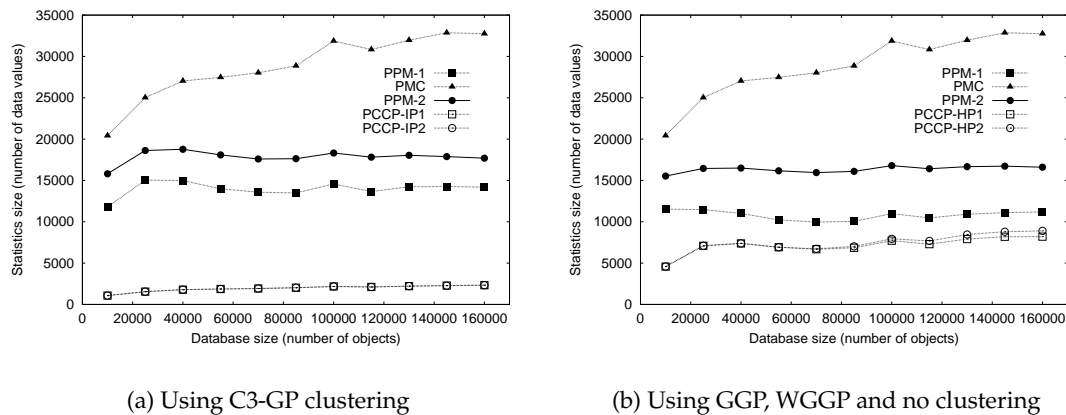 35000
30000
25000
20000
15000
10000
5000
0
Statistics size (number of data values)
PPM-1
PMC
PPM-2
PCCP-IP1
PCCP-IP2
0 20000 40000 60000 80000 100000 120000 140000 160000
Database size (number of objects)
(a) Using C3-GP clustering
35000
30000
25000
20000
15000
10000
5000
0
Statistics size (number of data values)
PPM-1
PMC
PPM-2
PCCP-HP1
PCCP-HP2
0 20000 40000 60000 80000 100000 120000 140000 160000
Database size (number of objects)
(b) Using GGP, WGGP and no clustering